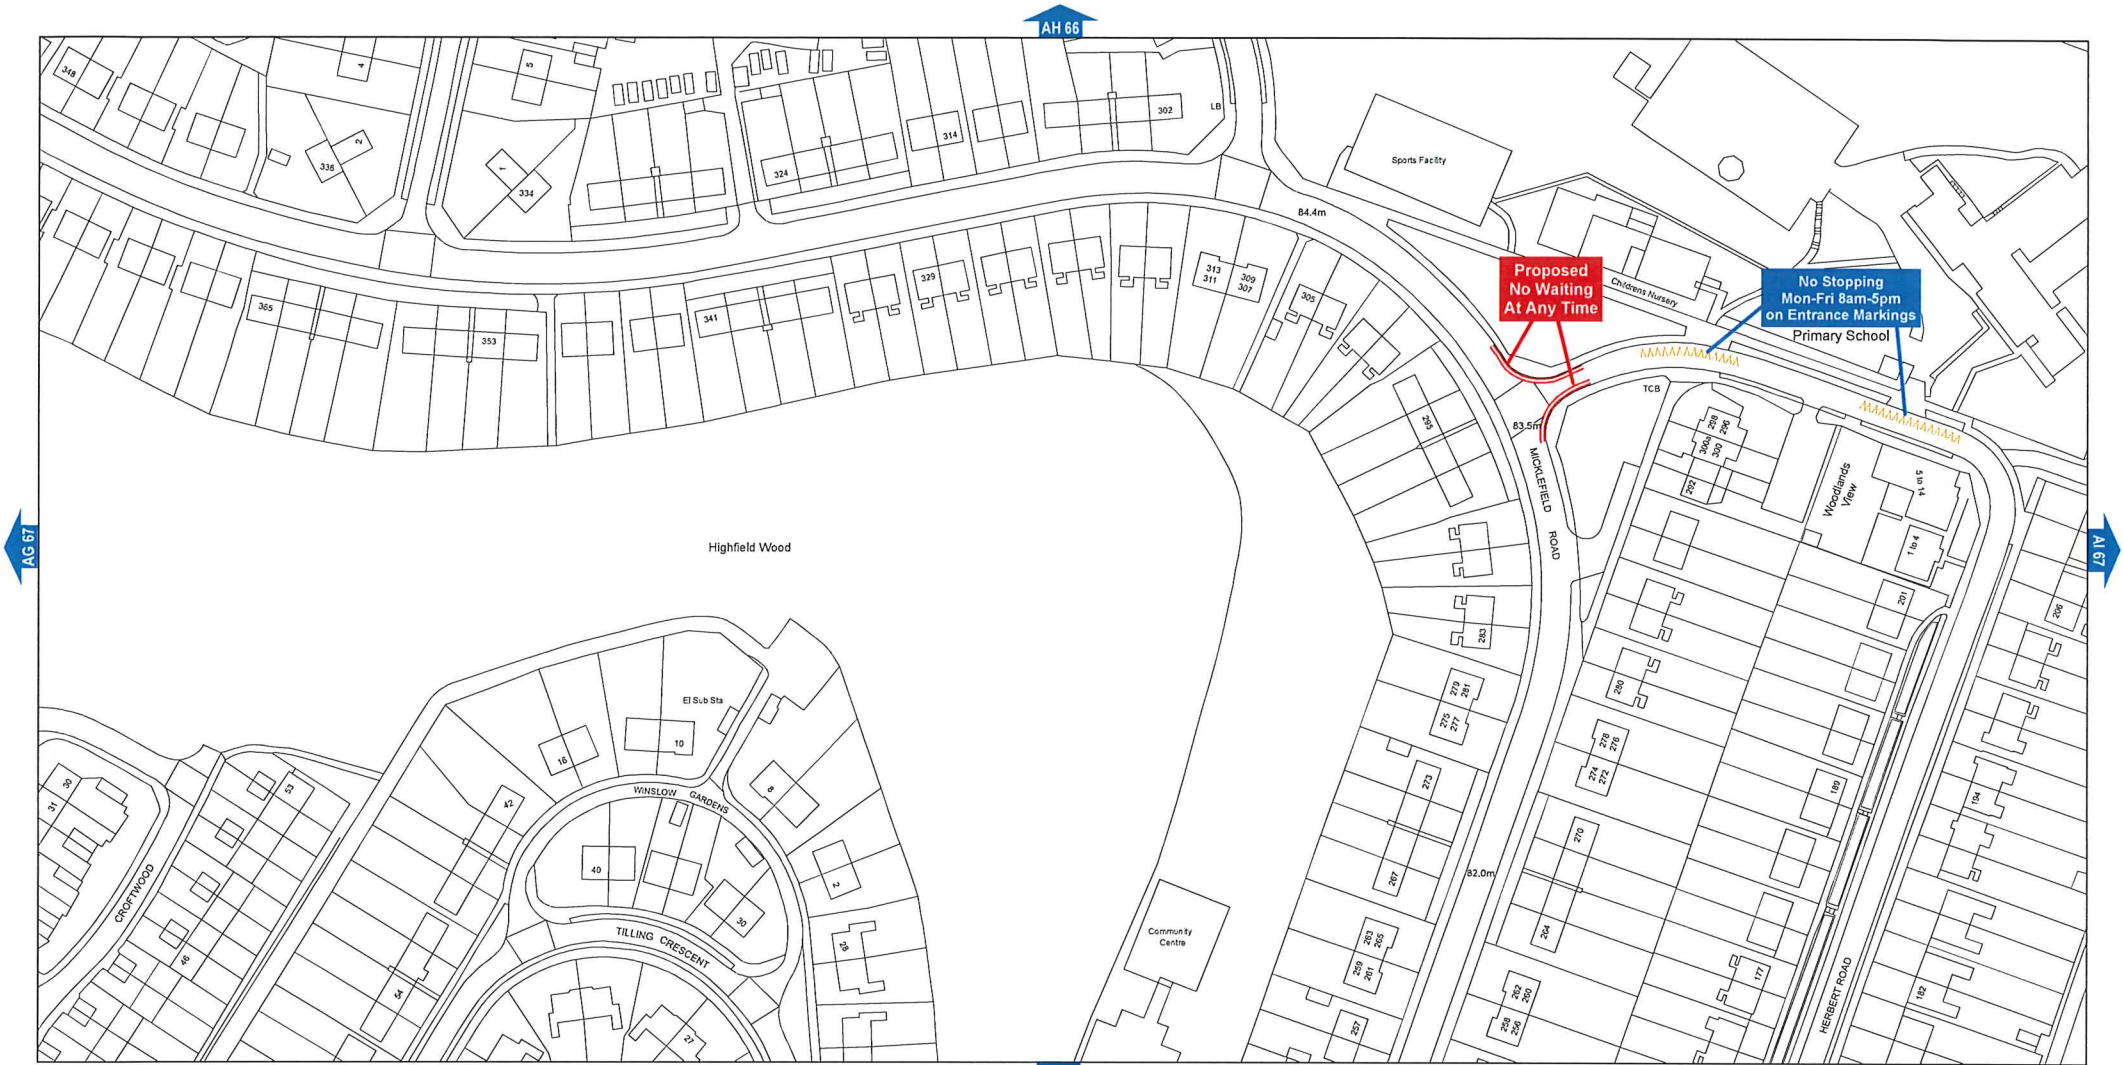 AH 66
348
4
5
2
336
1
334
324
314
302
LB
Sports Facility
84.4m
Childrens Nursery
Proposed
No Waiting
At Any Time
No Stopping
Mon-Fri 8am-5pm
on Entrance Markings
Primary School
365
353
341
329
313
311
309
307
305
295
TCB
83.5m
MICKLEFIELD ROAD
298
296
300a
300
292
Woodlands
View
5 to 14
1 to 4
201
206
AG 67
AI 67
Highfield Wood
283
279
281
275
277
280
278
276
274
272
273
267
270
264
189
194
82.0m
El Sub Sta
10
16
8
WINSLOW GARDENS
42
40
30
2
28
53
30
31
CROFTWOOD
46
54
TILLING CRESCENT
27
Community
Centre
263
265
259
261
257
262
260
258
256
177
182
HERBERT ROAD